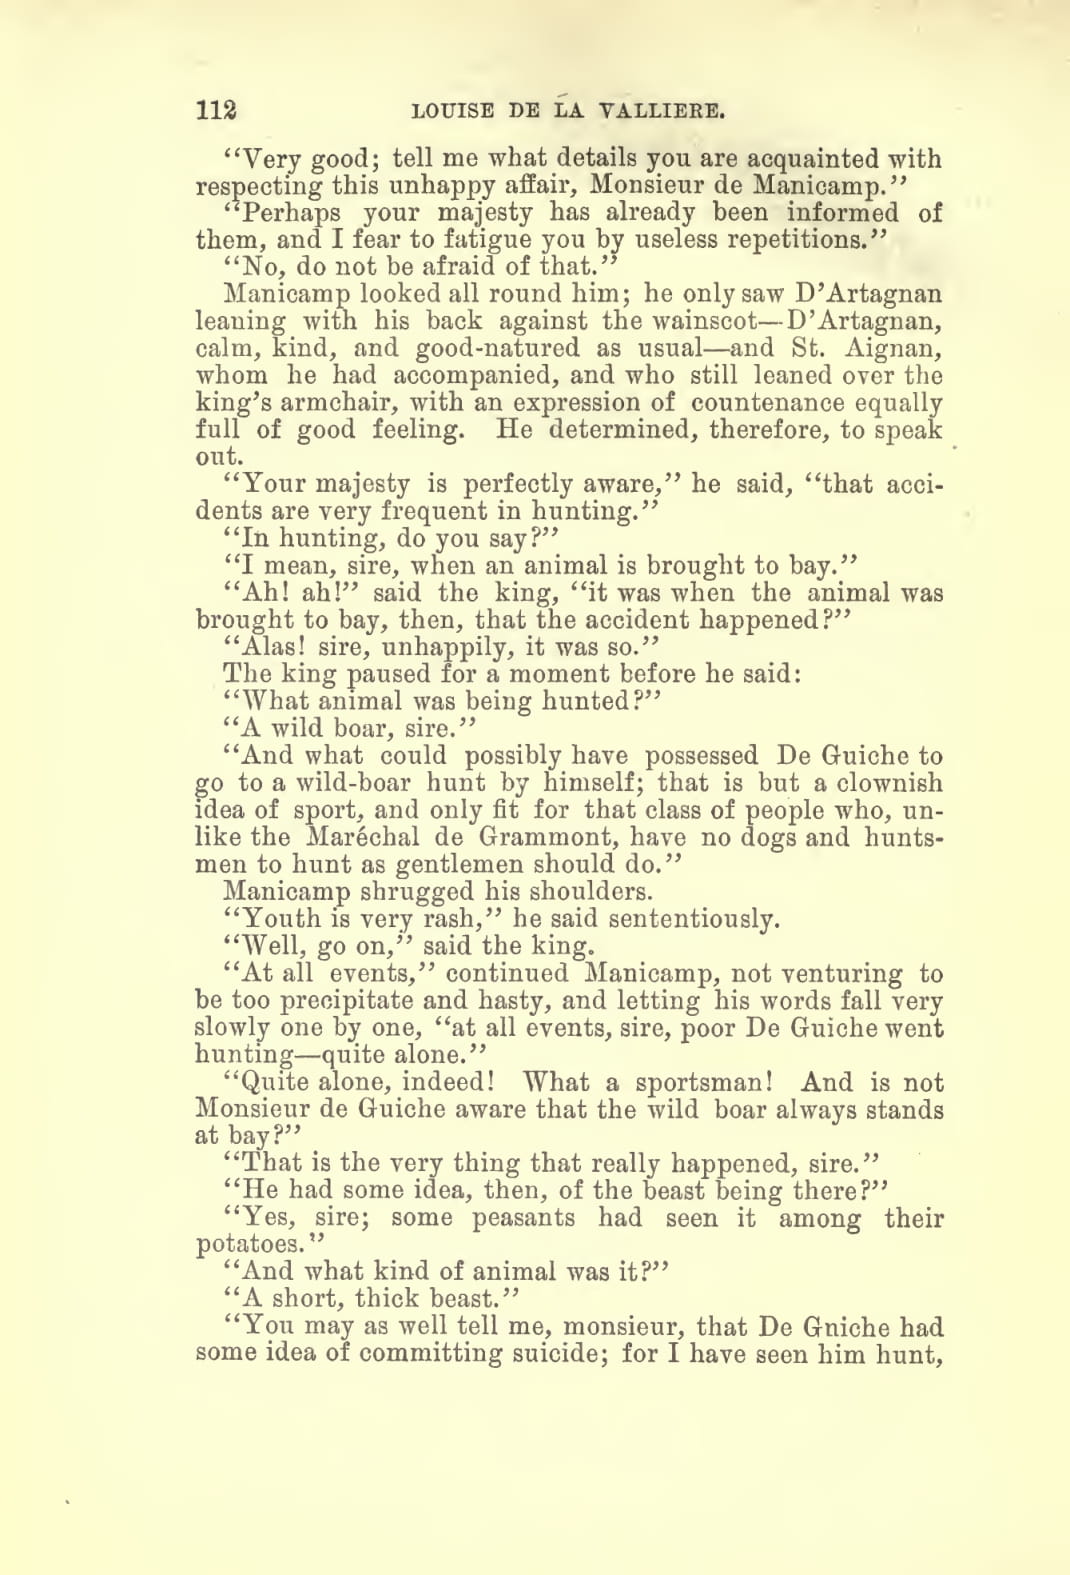 112 LOUISE DE LA VALLIERE.
“Very good; tell me what details you are acquainted with
respecting this unhappy affair, Monsieur de Manicamp.”
“Perhaps your majesty has already been informed of
them, and I fear to fatigue you by useless repetitions.”
“No, do not be afraid of that.”
Manicamp looked all round him; he only saw D’Artagnan
leaning with his back against the wainscot—D’Artagnan,
calm, kind, and good-natured as usual—and St. Aignan,
whom he had accompanied, and who still leaned over the
king’s armchair, with an expression of countenance equally
full of good feeling. He determined, therefore, to speak
out.
“Your majesty is perfectly aware,” he said, “that acci-
dents are very frequent in hunting.”
“In hunting, do you say?”
“I mean, sire, when an animal is brought to bay.”
“Ah! ah!” said the king, “it was when the animal was
brought to bay, then, that the accident happened?”
“Alas! sire, unhappily, it was so.”
The king paused for a moment before he said:
“What animal was being hunted?”
“A wild boar, sire.”
“And what could possibly have possessed De Guiche to
go to a wild-boar hunt by himself; that is but a clownish
idea of sport, and only fit for that class of people who, un-
like the Maréchal de Grammont, have no dogs and hunts-
men to hunt as gentlemen should do.”
Manicamp shrugged his shoulders.
“Youth is very rash,” he said sententiously.
“Well, go on,” said the king.
“At all events,” continued Manicamp, not venturing to
be too precipitate and hasty, and letting his words fall very
slowly one by one, “at all events, sire, poor De Guiche went
hunting—quite alone.”
“Quite alone, indeed! What a sportsman! And is not
Monsieur de Guiche aware that the wild boar always stands
at bay?”
“That is the very thing that really happened, sire.”
“He had some idea, then, of the beast being there?”
“Yes, sire; some peasants had seen it among their
potatoes.”
“And what kind of animal was it?”
“A short, thick beast.”
“You may as well tell me, monsieur, that De Gniche had
some idea of committing suicide; for I have seen him hunt,